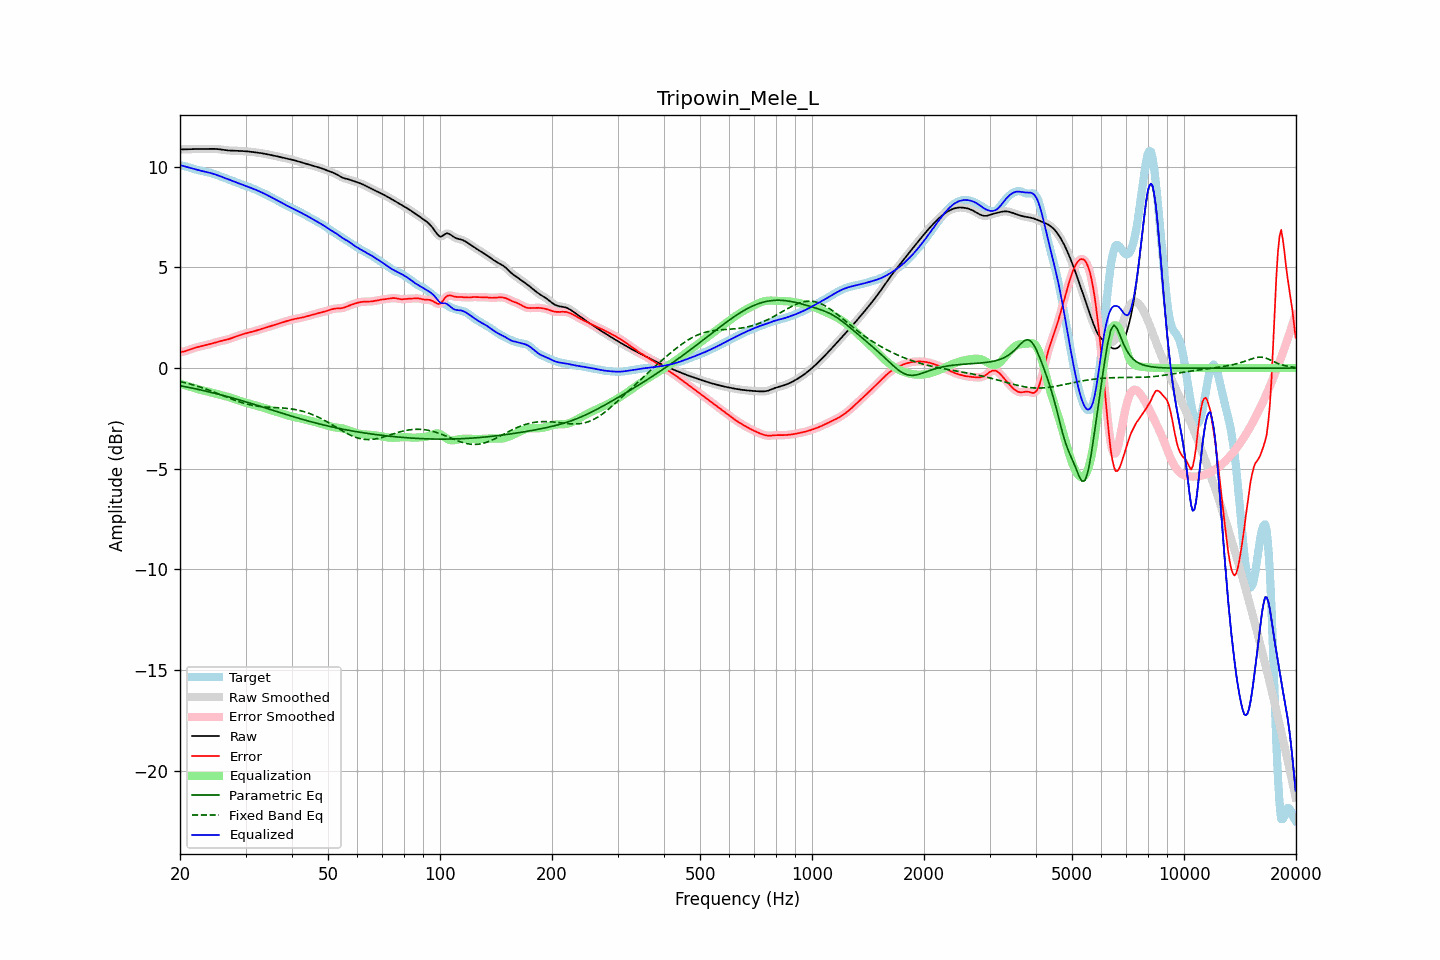 Tripowin_Mele_L
Amplitude (dBr)
10
5
0
−5
−10
−15
−20
Target
Raw Smoothed
Error Smoothed
Raw
Error
Equalization
Parametric Eq
Fixed Band Eq
Equalized
20 50 100 200 500 1000 2000 5000 10000 20000
Frequency (Hz)